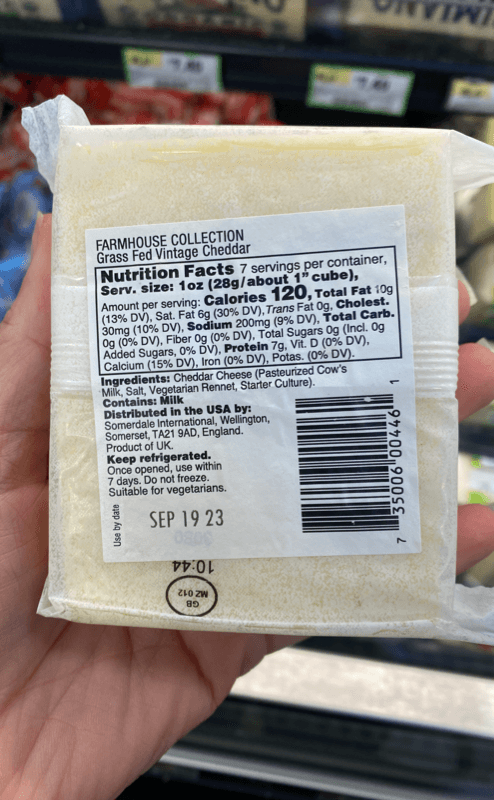 FARMHOUSE COLLECTION
Grass Fed Vintage Cheddar
Nutrition Facts 7 servings per container,
Serv. size: 1oz (28g/about 1" cube),
Amount per serving: Calories 120, Total Fat 10g
(13% DV), Sat. Fat 6g (30% DV), Trans Fat 0g, Cholest.
30mg (10% DV), Sodium 200mg (9% DV), Total Carb.
0g (0% DV), Fiber 0g (0% DV), Total Sugars 0g (Incl. 0g
Added Sugars, 0% DV), Protein 7g, Vit. D (0% DV),
Calcium (15% DV), Iron (0% DV), Potas. (0% DV).
Ingredients: Cheddar Cheese (Pasteurized Cow's
Milk, Salt, Vegetarian Rennet, Starter Culture).
Contains: Milk
Distributed in the USA by:
Somerdale International, Wellington,
Somerset, TA21 9AD, England.
Product of UK.
Keep refrigerated.
Once opened, use within
7 days. Do not freeze.
Suitable for vegetarians.
Use by date
SEP 19 23
7 35006 00446 1
10:44
GB
MZ 012